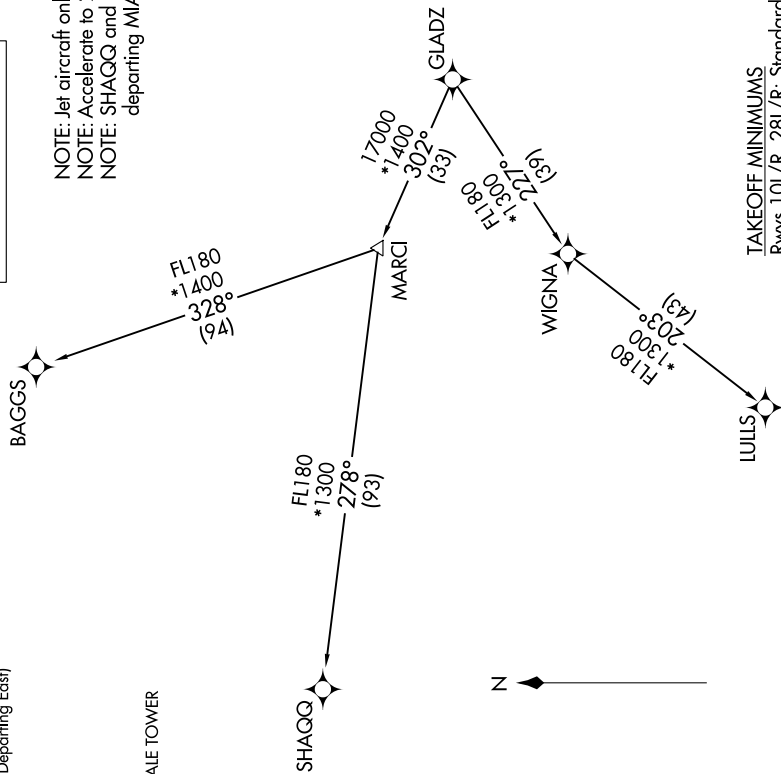 Departing East)
ALE TOWER
NOTE: Jet aircraft onl
NOTE: Accelerate to
NOTE: SHAQQ and
departing MIA
BAGGS
FL180
*1400
328°
(94)
17000
*1400
302°
(33)
GLADZ
MARCI
FL180
*1300
227°
(39)
WIGNA
FL180
*1300
278°
(93)
SHAQQ
FL180
*1300
203°
(43)
LULLS
N
TAKEOFF MINIMUMS
Rwys 10L/R, 28L/R: Standard